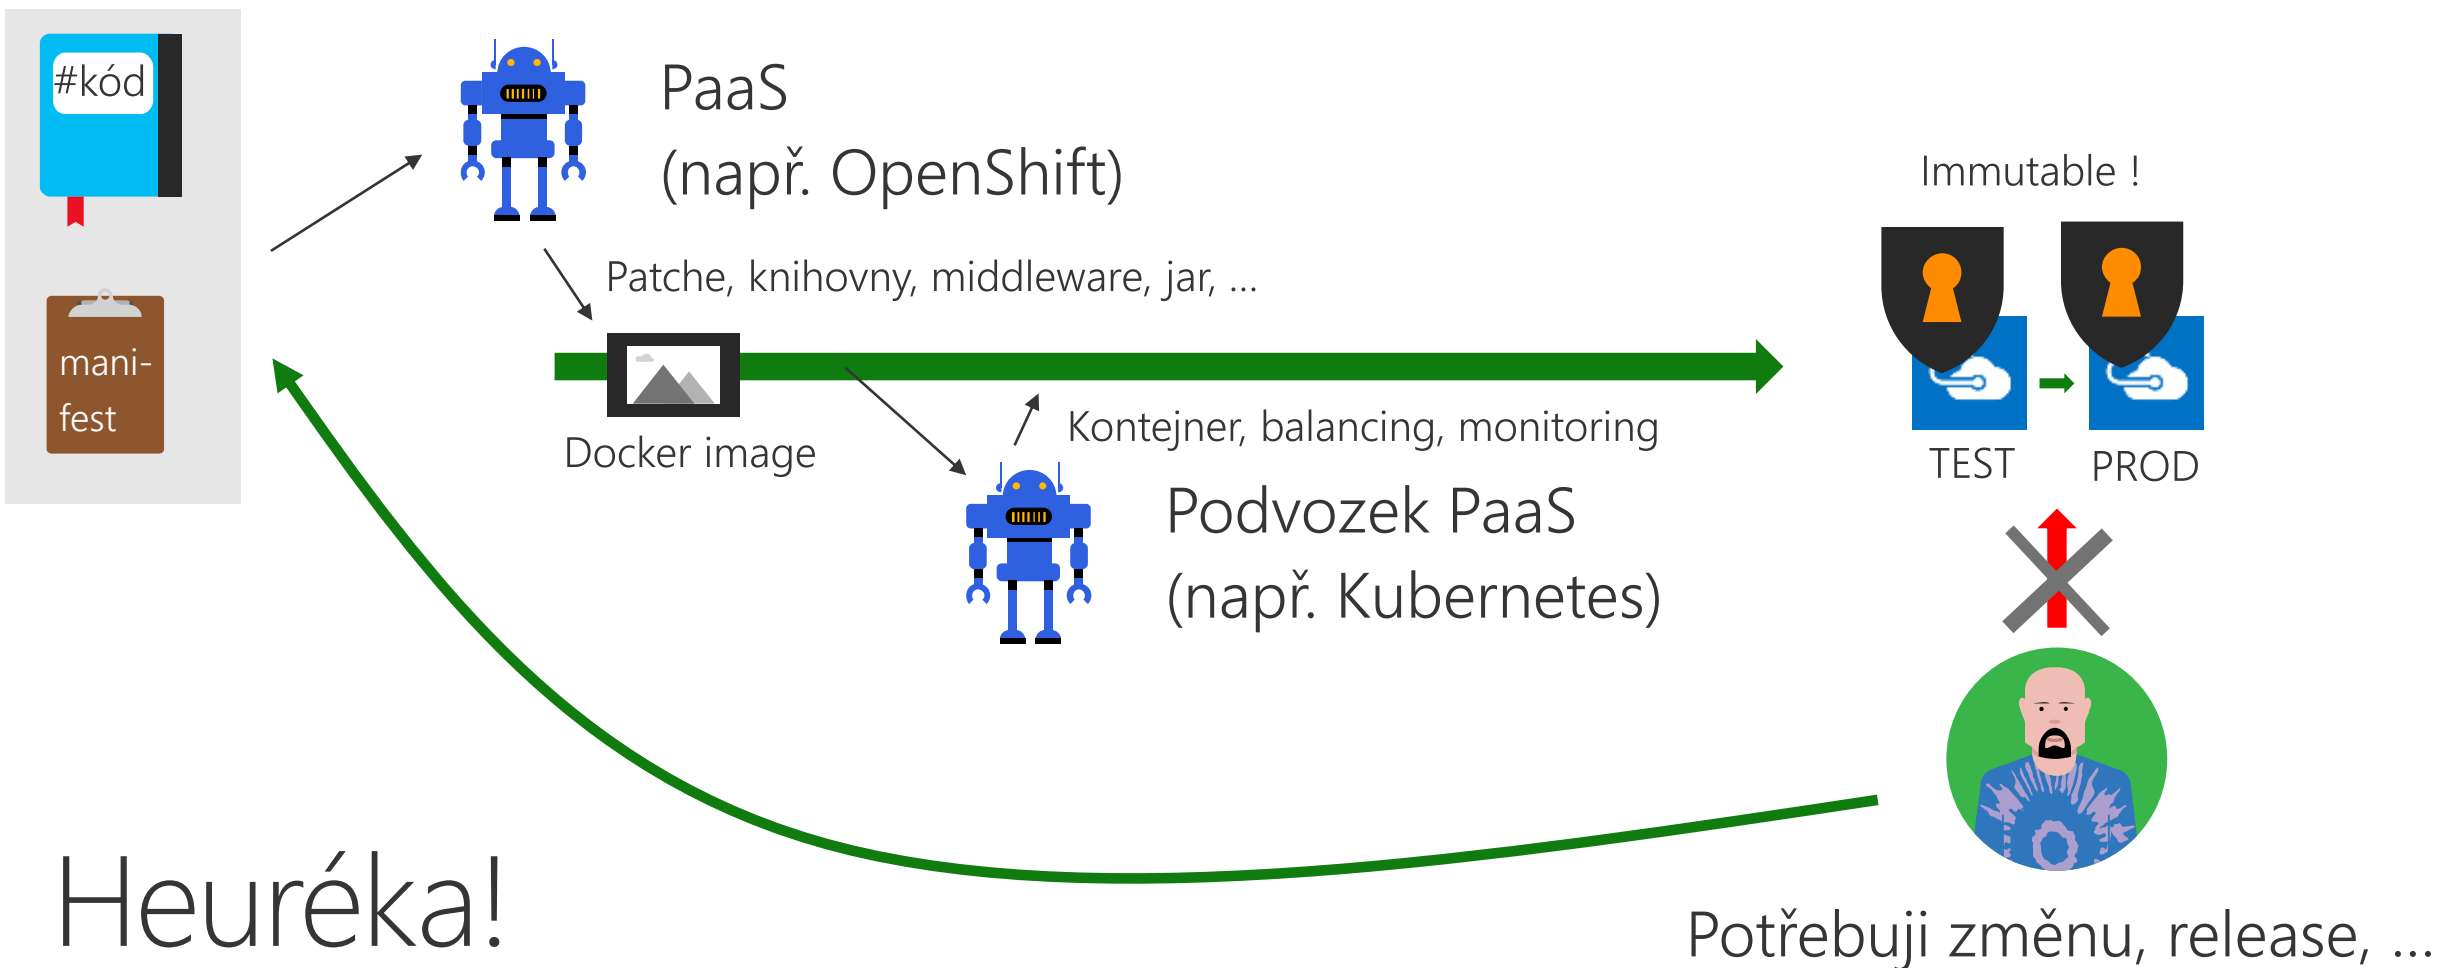 #kód
mani-
fest
PaaS
(např. OpenShift)
Patche, knihovny, middleware, jar, ...
Docker image
Kontejner, balancing, monitoring
Podvozek PaaS
(např. Kubernetes)
Immutable !
TEST
PROD
Heuréka!
Potřebuji změnu, release, ...